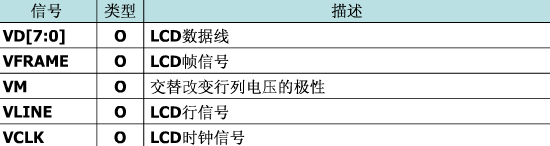 信号 类型 描述
VD[7:0] O LCD数据线
VFRAME O LCD帧信号
VM O 交替改变行列电压的极性
VLINE O LCD行信号
VCLK O LCD时钟信号